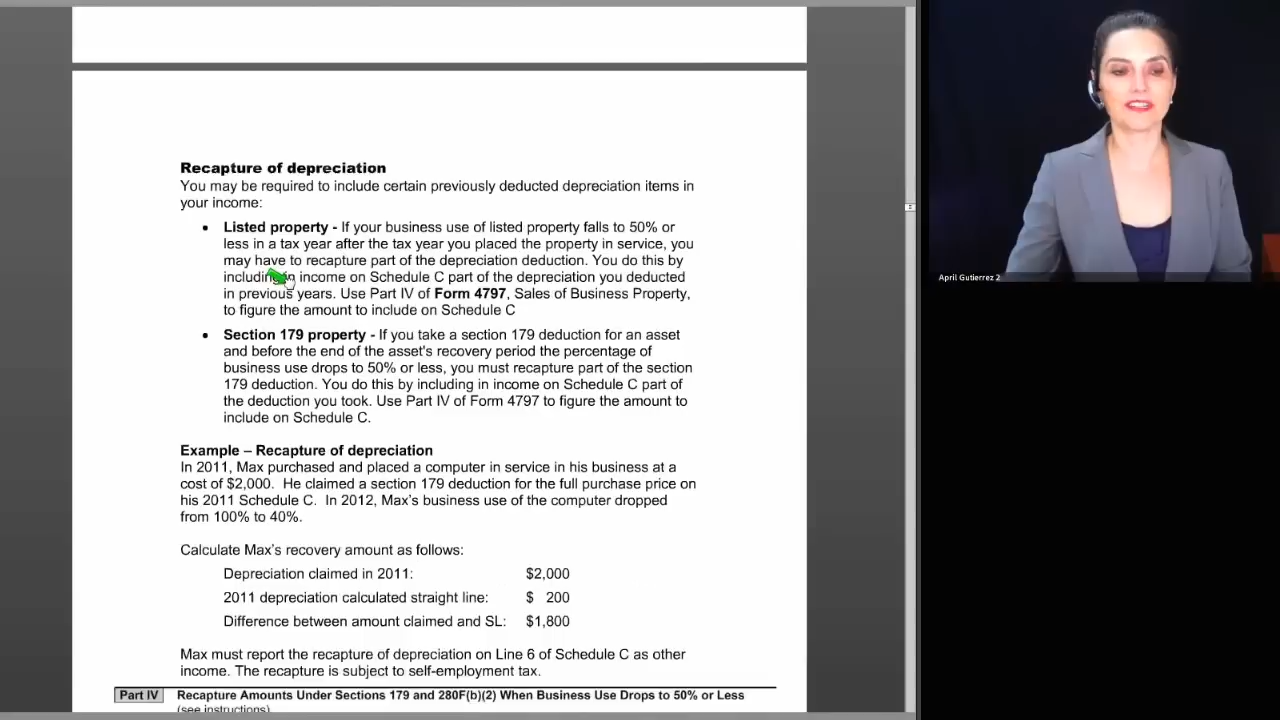 Recapture of depreciation
You may be required to include certain previously deducted depreciation items in
your income:
• Listed property - If your business use of listed property falls to 50% or
less in a tax year after the tax year you placed the property in service, you
may have to recapture part of the depreciation deduction. You do this by
including in income on Schedule C part of the depreciation you deducted
in previous years. Use Part IV of Form 4797, Sales of Business Property,
to figure the amount to include on Schedule C
• Section 179 property - If you take a section 179 deduction for an asset
and before the end of the asset's recovery period the percentage of
business use drops to 50% or less, you must recapture part of the section
179 deduction. You do this by including in income on Schedule C part of
the deduction you took. Use Part IV of Form 4797 to figure the amount to
include on Schedule C.
Example – Recapture of depreciation
In 2011, Max purchased and placed a computer in service in his business at a
cost of $2,000. He claimed a section 179 deduction for the full purchase price on
his 2011 Schedule C. In 2012, Max's business use of the computer dropped
from 100% to 40%.
Calculate Max's recovery amount as follows:
Depreciation claimed in 2011: $2,000
2011 depreciation calculated straight line: $ 200
Difference between amount claimed and SL: $1,800
Max must report the recapture of depreciation on Line 6 of Schedule C as other
income. The recapture is subject to self-employment tax.
Part IV Recapture Amounts Under Sections 179 and 280F(b)(2) When Business Use Drops to 50% or Less
(see instructions)
April Gutierrez 2